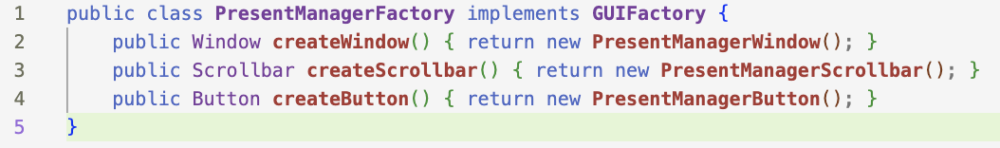 1 public class PresentManagerFactory implements GUIFactory {
2     public Window createWindow() { return new PresentManagerWindow(); }
3     public Scrollbar createScrollbar() { return new PresentManagerScrollbar(); }
4     public Button createButton() { return new PresentManagerButton(); }
5 }